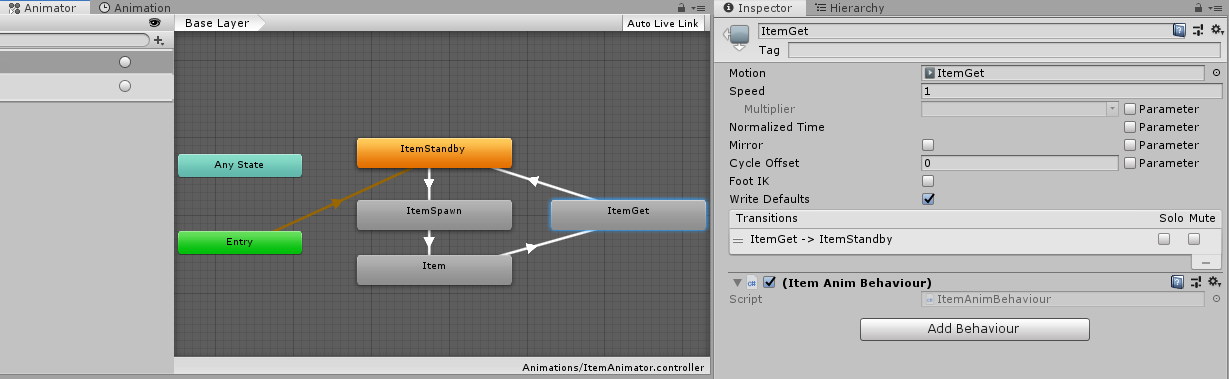 Animator
Animation
Base Layer
Auto Live Link
ItemStandby
Any State
ItemSpawn
ItemGet
Entry
Item
Animations/ItemAnimator.controller
Inspector
Hierarchy
ItemGet
Tag
Motion ItemGet
Speed 1
Multiplier Parameter
Normalized Time Parameter
Mirror Parameter
Cycle Offset 0 Parameter
Foot IK
Write Defaults
Transitions Solo Mute
ItemGet -> ItemStandby
(Item Anim Behaviour)
Script ItemAnimBehaviour
Add Behaviour